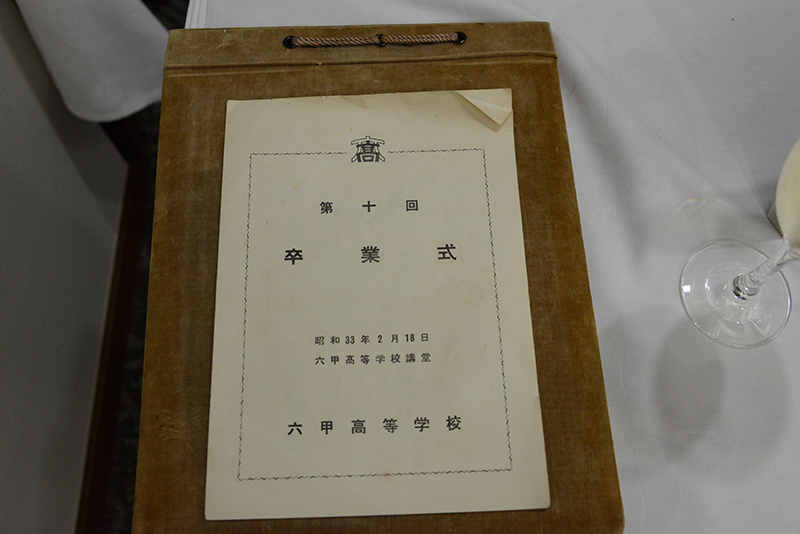 高
第十回
卒業式
昭和33年2月18日
六甲高等学校講堂
六甲高等学校